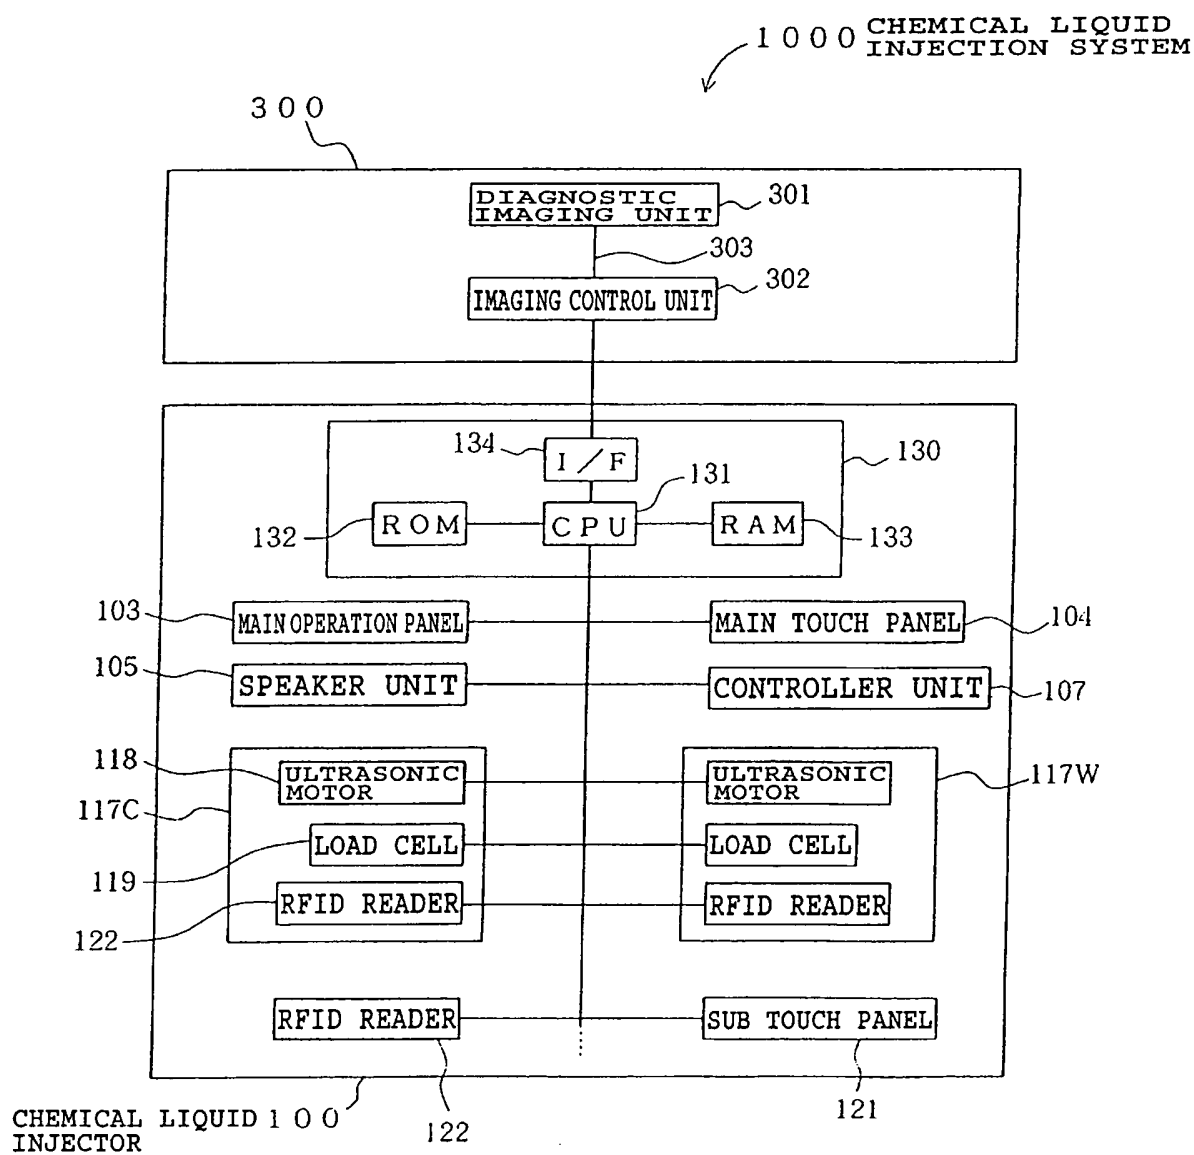 1000 CHEMICAL LIQUID
INJECTION SYSTEM
300
DIAGNOSTIC
IMAGING UNIT
301
303
IMAGING CONTROL UNIT
302
134
I/F
130
131
ROM
CPU
RAM
132
133
103
MAIN OPERATION PANEL
MAIN TOUCH PANEL
104
105
SPEAKER UNIT
CONTROLLER UNIT
107
118
ULTRASONIC
MOTOR
ULTRASONIC
MOTOR
117W
117C
LOAD CELL
LOAD CELL
119
RFID READER
RFID READER
122
RFID READER
SUB TOUCH PANEL
122
121
CHEMICAL LIQUID 100
INJECTOR